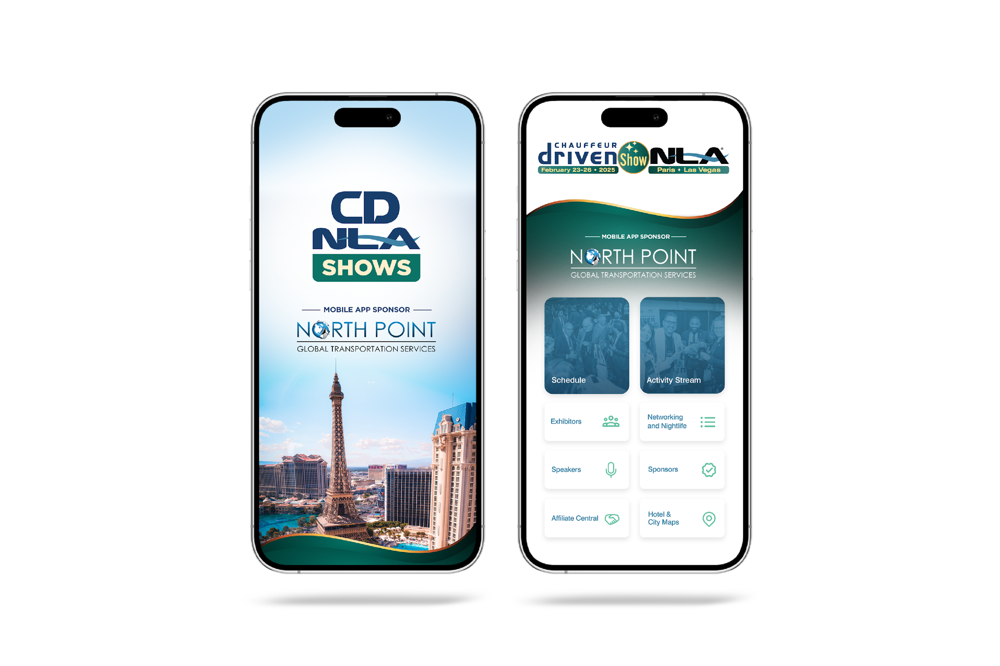 CD
NLA
SHOWS
MOBILE APP SPONSOR
NORTH POINT
GLOBAL TRANSPORTATION SERVICES
CHAUFFEUR
driven Show NLA®
February 23-26 • 2025
Paris + Las Vegas
MOBILE APP SPONSOR
NORTH POINT
GLOBAL TRANSPORTATION SERVICES
Schedule
Activity Stream
Exhibitors
Networking
and Nightlife
Speakers
Sponsors
Affiliate Central
Hotel &
City Maps